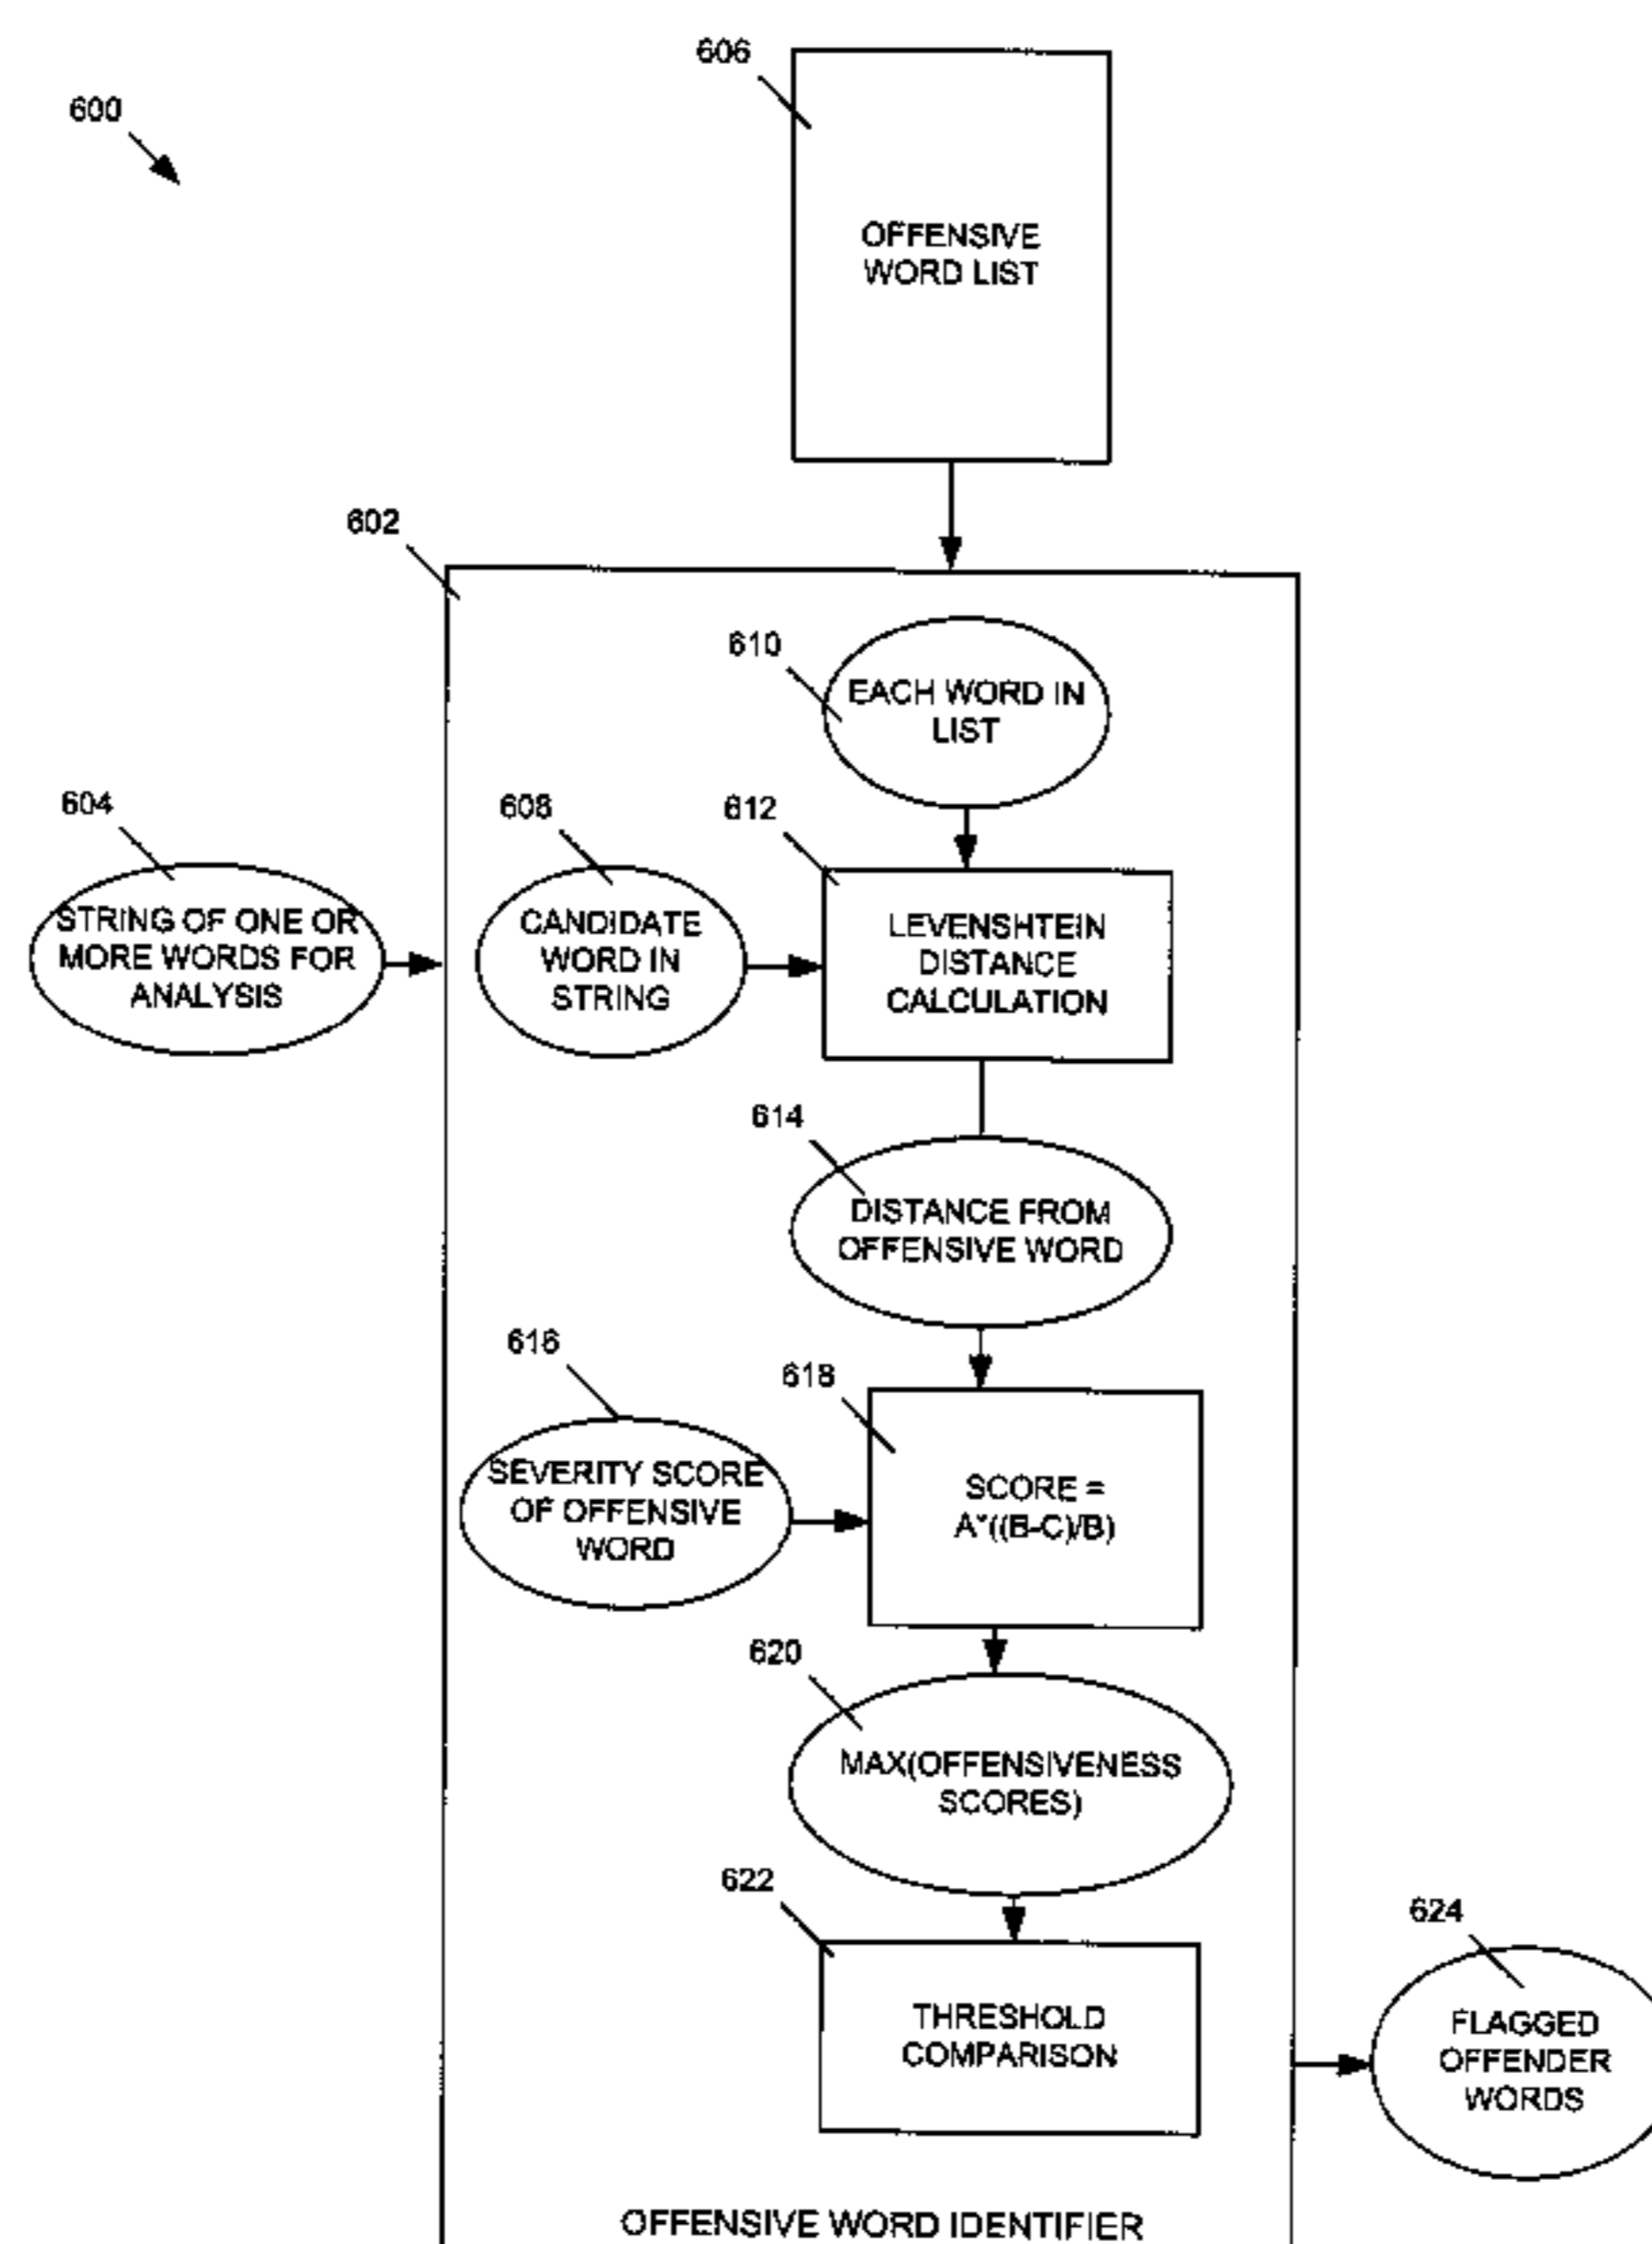 606
600
OFFENSIVE
WORD LIST
602
610
EACH WORD IN
LIST
604
608
612
STRING OF ONE OR
MORE WORDS FOR
ANALYSIS
CANDIDATE
WORD IN
STRING
LEVENSHTEIN
DISTANCE
CALCULATION
614
DISTANCE FROM
OFFENSIVE WORD
616
618
SEVERITY SCORE
OF OFFENSIVE
WORD
SCORE =
A*((B-C)/B)
620
MAX(OFFENSIVENESS
SCORES)
622
624
THRESHOLD
COMPARISON
FLAGGED
OFFENDER
WORDS
OFFENSIVE WORD IDENTIFIER